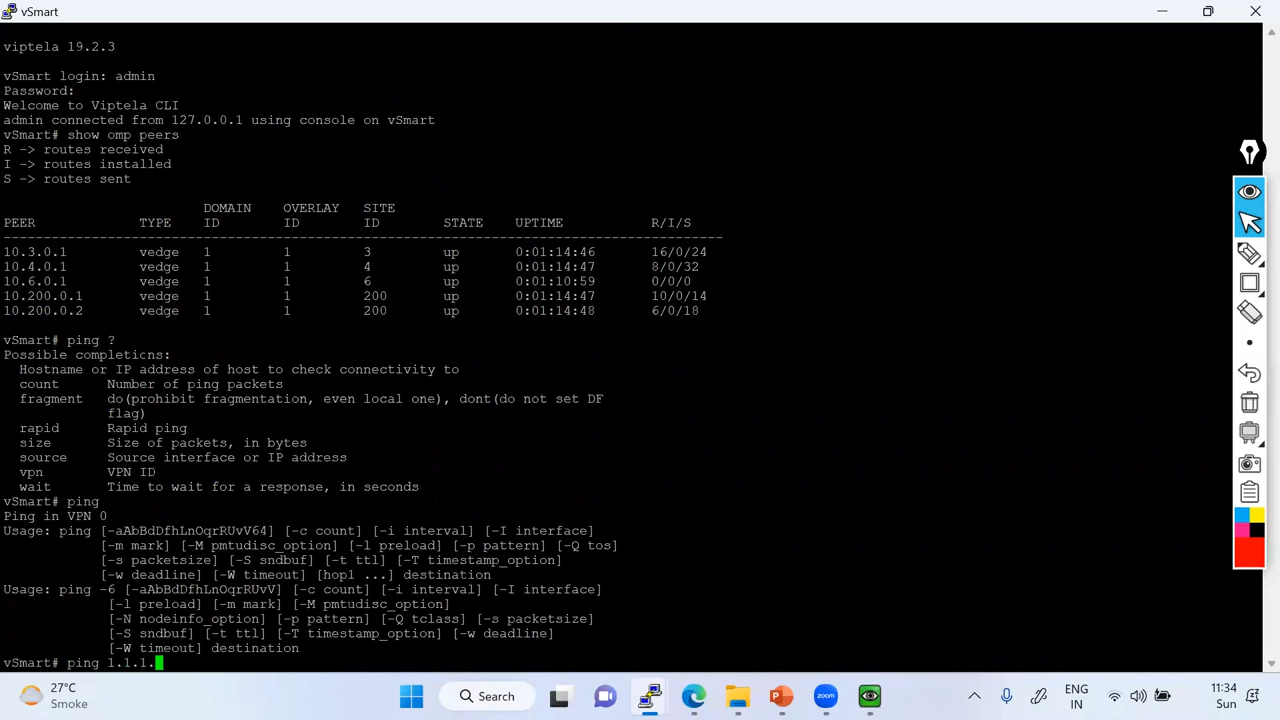 vSmart
viptela 19.2.3
vSmart login: admin
Password:
Welcome to Viptela CLI
admin connected from 127.0.0.1 using console on vSmart
vSmart# show omp peers
R -> routes received
I -> routes installed
S -> routes sent
DOMAIN OVERLAY SITE
PEER TYPE ID ID ID STATE UPTIME R/I/S
---------------------------------------------------------------------------------------------
10.3.0.1 vedge 1 1 3 up 0:01:14:46 16/0/24
10.4.0.1 vedge 1 1 4 up 0:01:14:47 8/0/32
10.6.0.1 vedge 1 1 6 up 0:01:10:59 0/0/0
10.200.0.1 vedge 1 1 200 up 0:01:14:47 10/0/14
10.200.0.2 vedge 1 1 200 up 0:01:14:48 6/0/18
vSmart# ping ?
Possible completions:
Hostname or IP address of host to check connectivity to
count Number of ping packets
fragment do(prohibit fragmentation, even local one), dont(do not set DF
flag)
rapid Rapid ping
size Size of packets, in bytes
source Source interface or IP address
vpn VPN ID
wait Time to wait for a response, in seconds
vSmart# ping
Ping in VPN 0
Usage: ping [-aAbBdDfhLnOqrRUvV64] [-c count] [-i interval] [-I interface]
[-m mark] [-M pmtudisc_option] [-l preload] [-p pattern] [-Q tos]
[-s packetsize] [-S sndbuf] [-t ttl] [-T timestamp_option]
[-w deadline] [-W timeout] [hop1 ...] destination
Usage: ping -6 [-aAbBdDfhLnOqrRUvV] [-c count] [-i interval] [-I interface]
[-l preload] [-m mark] [-M pmtudisc_option]
[-N nodeinfo_option] [-p pattern] [-Q tclass] [-s packetsize]
[-S sndbuf] [-t ttl] [-T timestamp_option] [-w deadline]
[-W timeout] destination
vSmart# ping 1.1.1.
27°C
Smoke
Search
zoom
ENG
IN
11:34
Sun